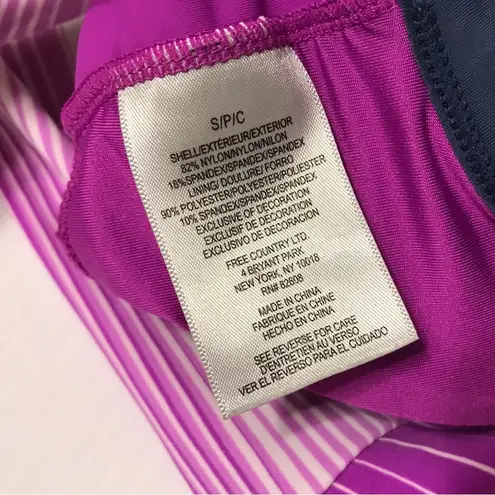 S/P/C
SHELL/EXTÉRIEUR/EXTERIOR
82% NYLON/NYLON/NILON
18%SPANDEX/SPANDEX/SPANDEX
LINING/ DOULURE/ FORRO
90% POLYESTER/POLYESTER/POLIESTER
10% SPANDEX/SPANDEX/SPANDEX
EXCLUSIVE OF DECORATION
EXCLUSIF DE DECORATION
EXCLUSIVO DE DECORACION
FREE COUNTRY LTD.
4 BRYANT PARK
NEW YORK, NY 10018
RN# 82608
MADE IN CHINA
FABRIQUE EN CHINE
HECHO EN CHINA
SEE REVERSE FOR CARE
D'ENTRETIEN AU VERSO
VER EL REVERSO PARA EL CUIDADO